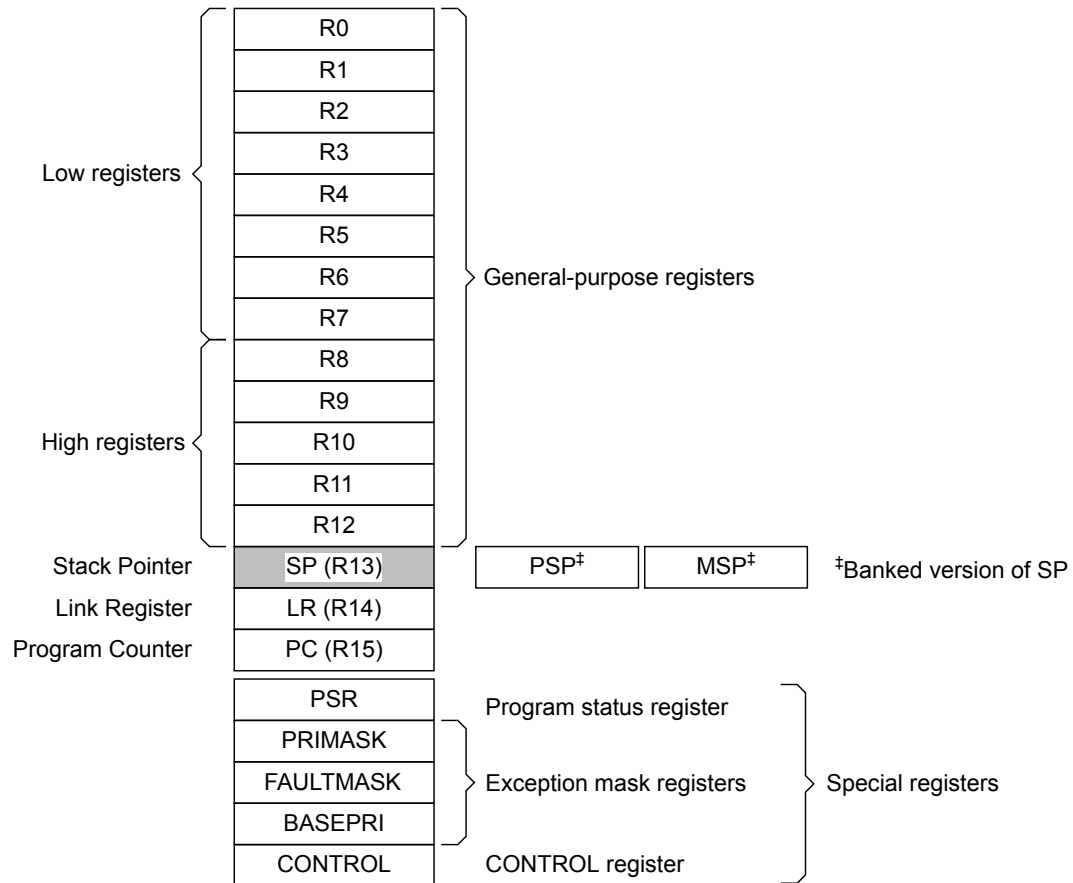 R0
R1
R2
R3
Low registers
R4
R5
R6
General-purpose registers
R7
R8
R9
High registers
R10
R11
R12
Stack Pointer
SP (R13)
PSP‡
MSP‡
‡Banked version of SP
Link Register
LR (R14)
Program Counter
PC (R15)
PSR
Program status register
PRIMASK
FAULTMASK
Exception mask registers
Special registers
BASEPRI
CONTROL
CONTROL register